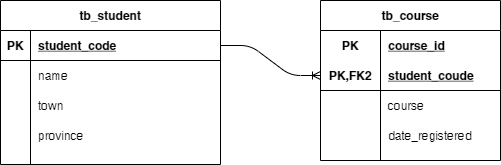 tb_student
PK student_code
name
town
province
tb_course
PK course_id
PK,FK2 student_coude
course
date_registered